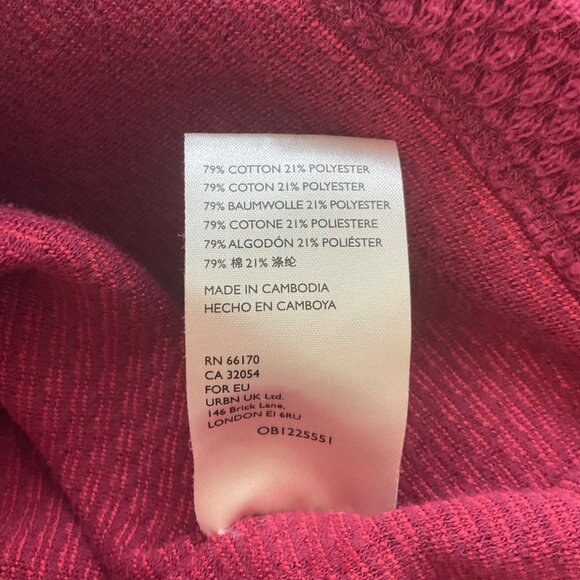 79% COTTON 21% POLYESTER
79% COTON 21% POLYESTER
79% BAUMWOLLE 21% POLYESTER
79% COTONE 21% POLIESTERE
79% ALGODÓN 21% POLIÉSTER
79% 棉 21% 涤纶
MADE IN CAMBODIA
HECHO EN CAMBOYA
RN 66170
CA 32054
FOR EU
URBN UK Ltd.
146 Brick Lane,
LONDON E1 6RU
OB1225551